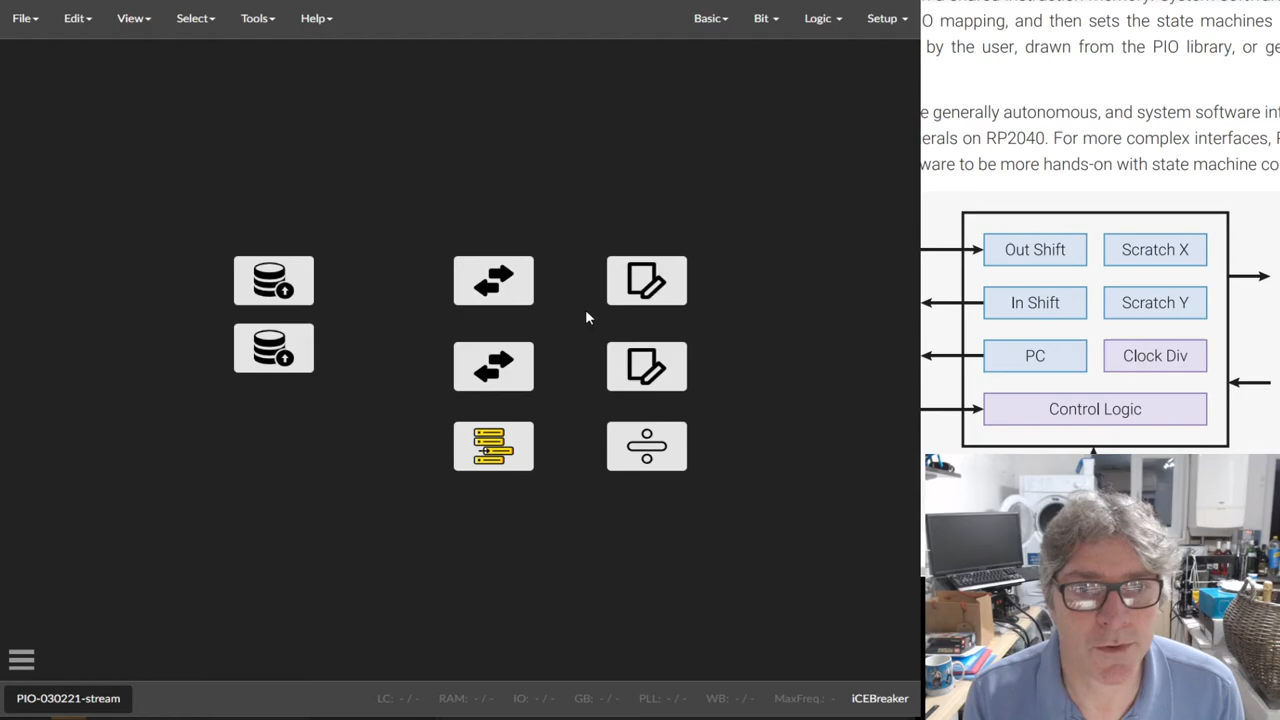 File Edit View Select Tools Help Basic Bit Logic Setup
O mapping, and then sets the state machines
by the user, drawn from the PIO library, or ge
e generally autonomous, and system software int
erals on RP2040. For more complex interfaces,
ware to be more hands-on with state machine co
Out Shift Scratch X
In Shift Scratch Y
PC Clock Div
Control Logic
PIO-030221-stream LC: - / - RAM: - / - IO: - / - GB: - / - PLL: - / - WB: - / - MaxFreq.: - iCEBreaker